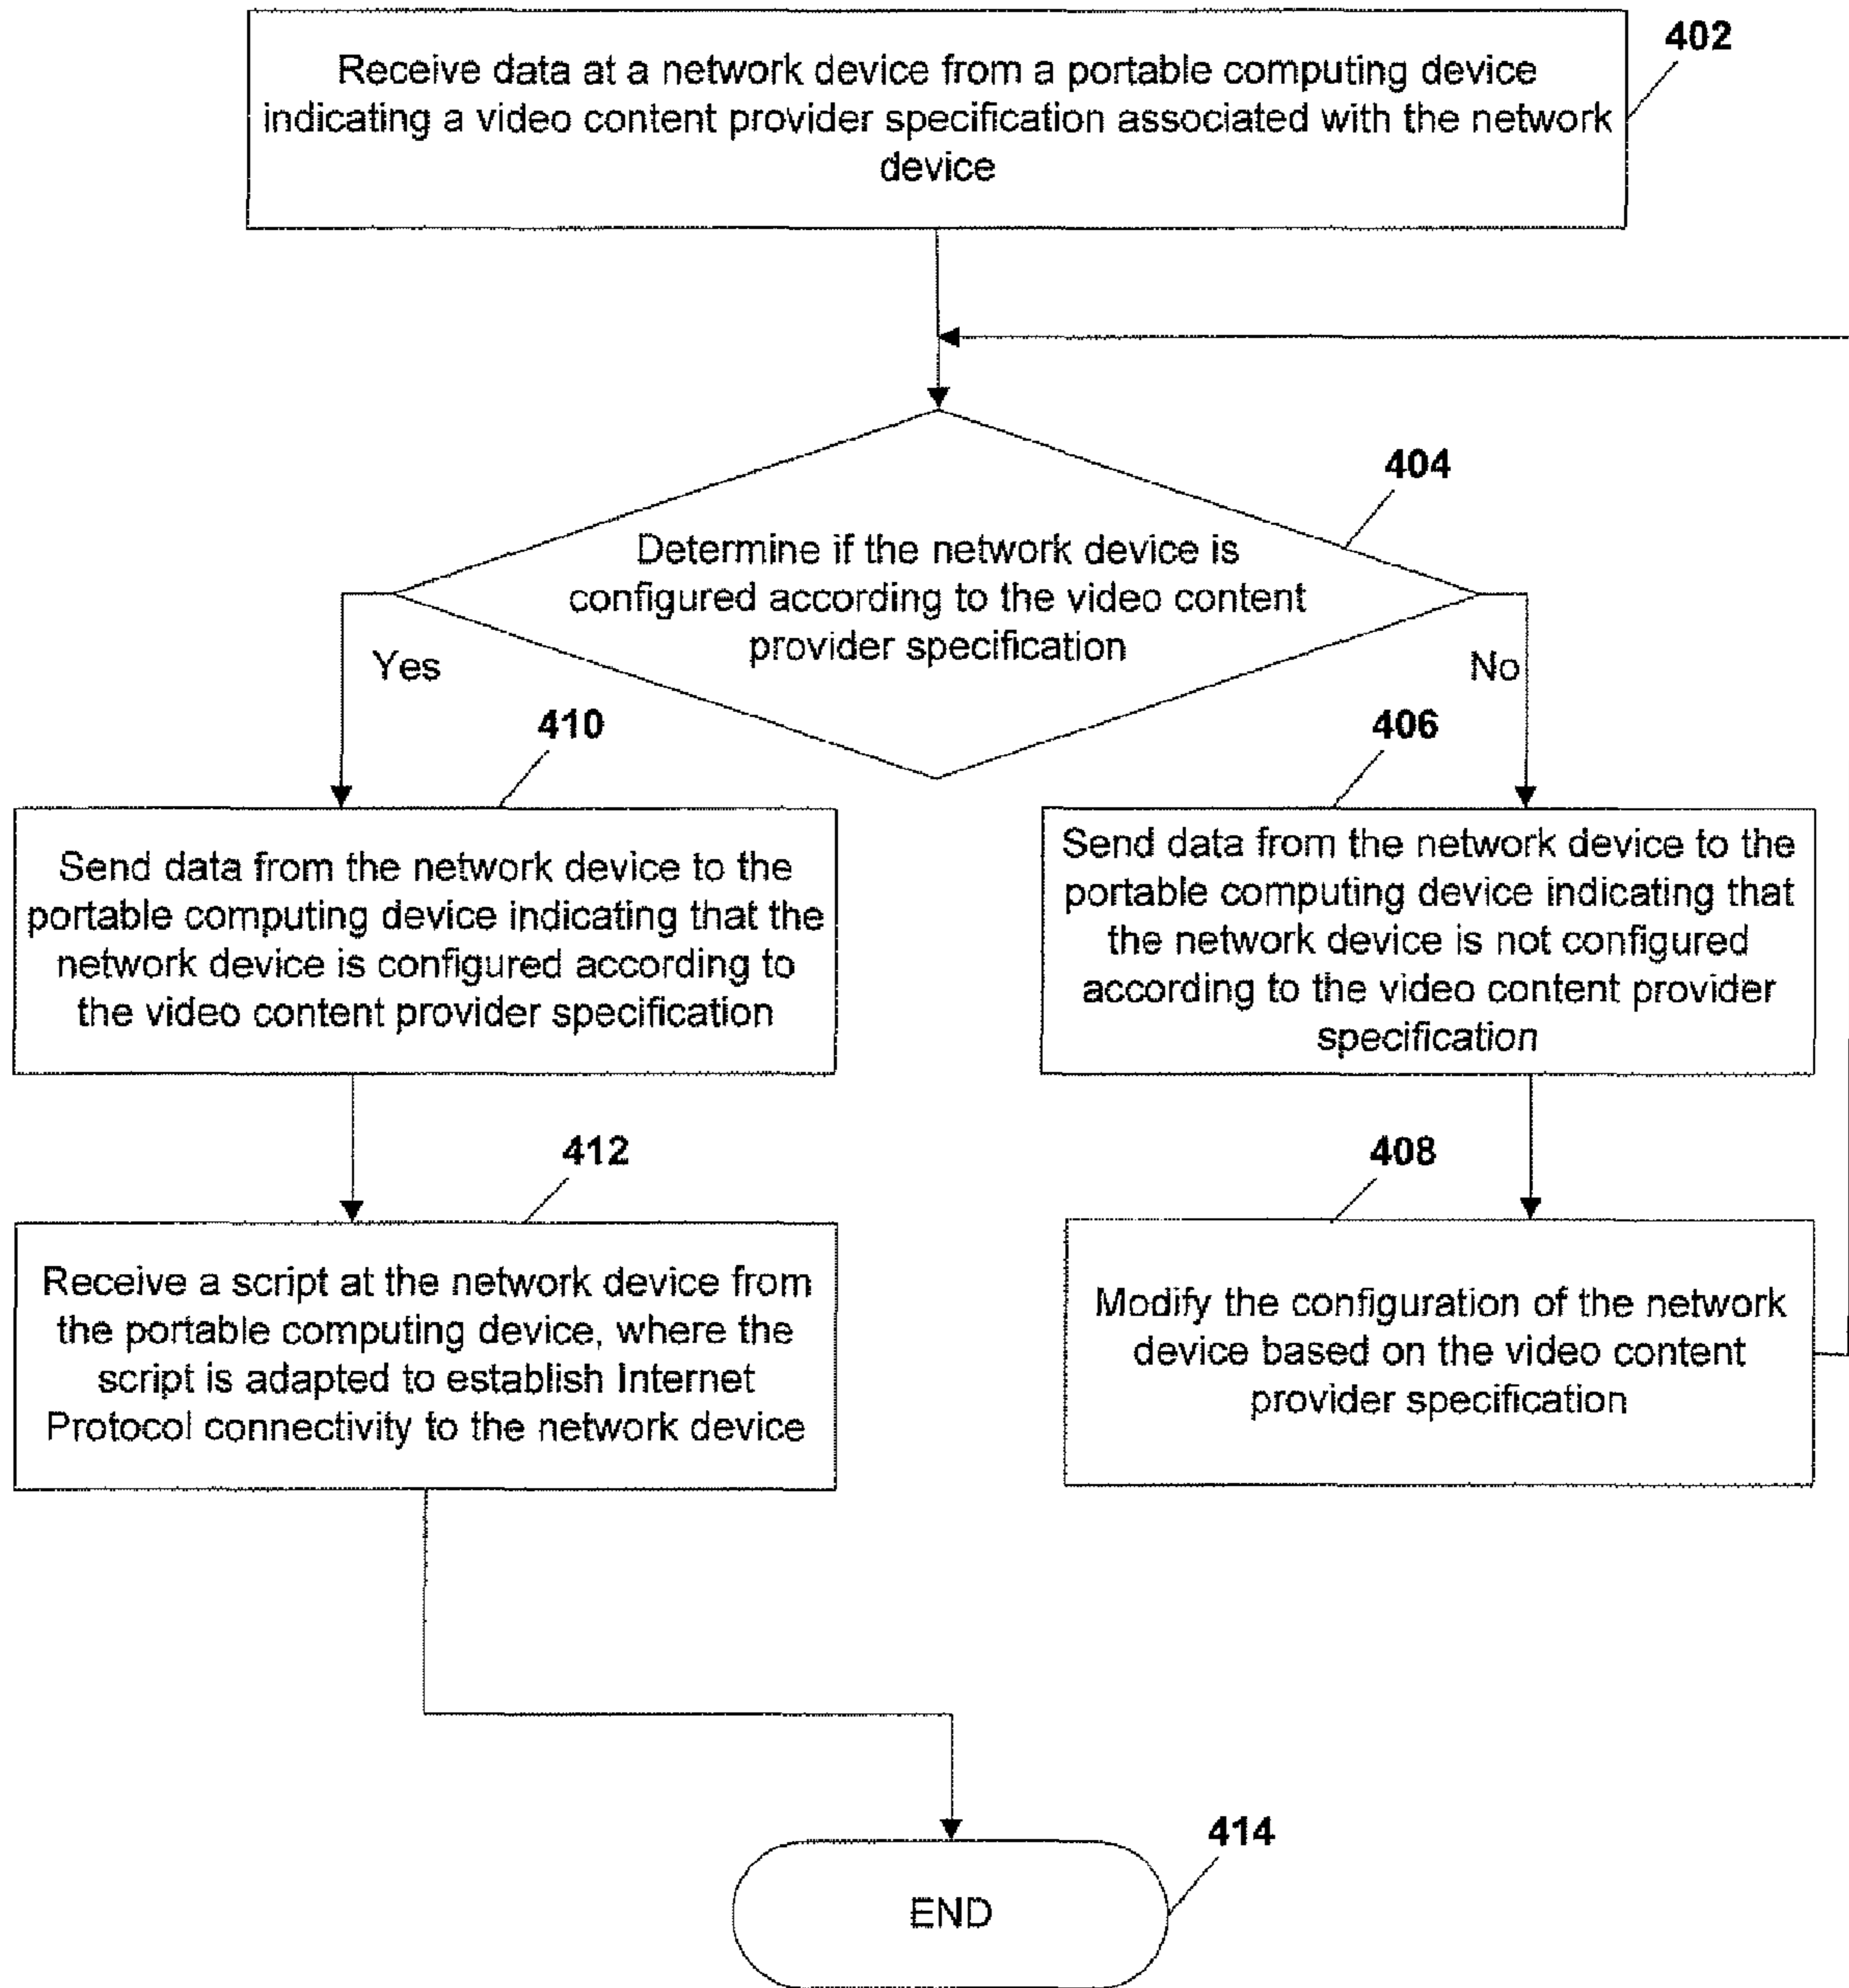 402
Receive data at a network device from a portable computing device
indicating a video content provider specification associated with the network
device
404
Determine if the network device is
configured according to the video content
provider specification
Yes
No
410
Send data from the network device to the
portable computing device indicating that the
network device is configured according to
the video content provider specification
406
Send data from the network device to the
portable computing device indicating that
the network device is not configured
according to the video content provider
specification
412
Receive a script at the network device from
the portable computing device, where the
script is adapted to establish Internet
Protocol connectivity to the network device
408
Modify the configuration of the network
device based on the video content
provider specification
414
END